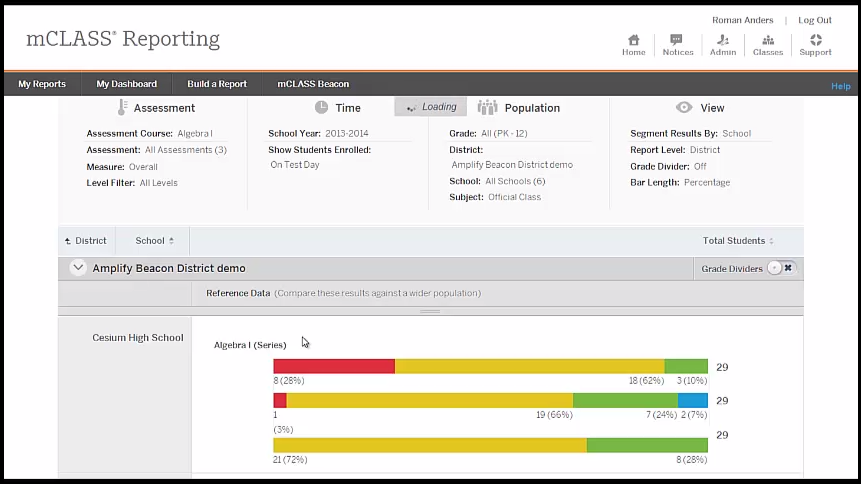 Roman Anders | Log Out
mCLASS® Reporting
Home
Notices
Admin
Classes
Support
My Reports
My Dashboard
Build a Report
mCLASS Beacon
Help
Assessment
Time
Loading
Population
View
Assessment Course: Algebra I
Assessment: All Assessments (3)
Measure: Overall
Level Filter: All Levels
School Year: 2013-2014
Show Students Enrolled:
On Test Day
Grade: All (PK - 12)
District:
Amplify Beacon District demo
School: All Schools (6)
Subject: Official Class
Segment Results By: School
Report Level: District
Grade Divider: Off
Bar Length: Percentage
District
School
Total Students
Amplify Beacon District demo
Grade Dividers
Reference Data (Compare these results against a wider population)
Cesium High School
Algebra I (Series)
29
8 (28%) 18 (62%) 3 (10%)
29
1 19 (66%) 7 (24%) 2 (7%)
(3%)
29
21 (72%) 8 (28%)